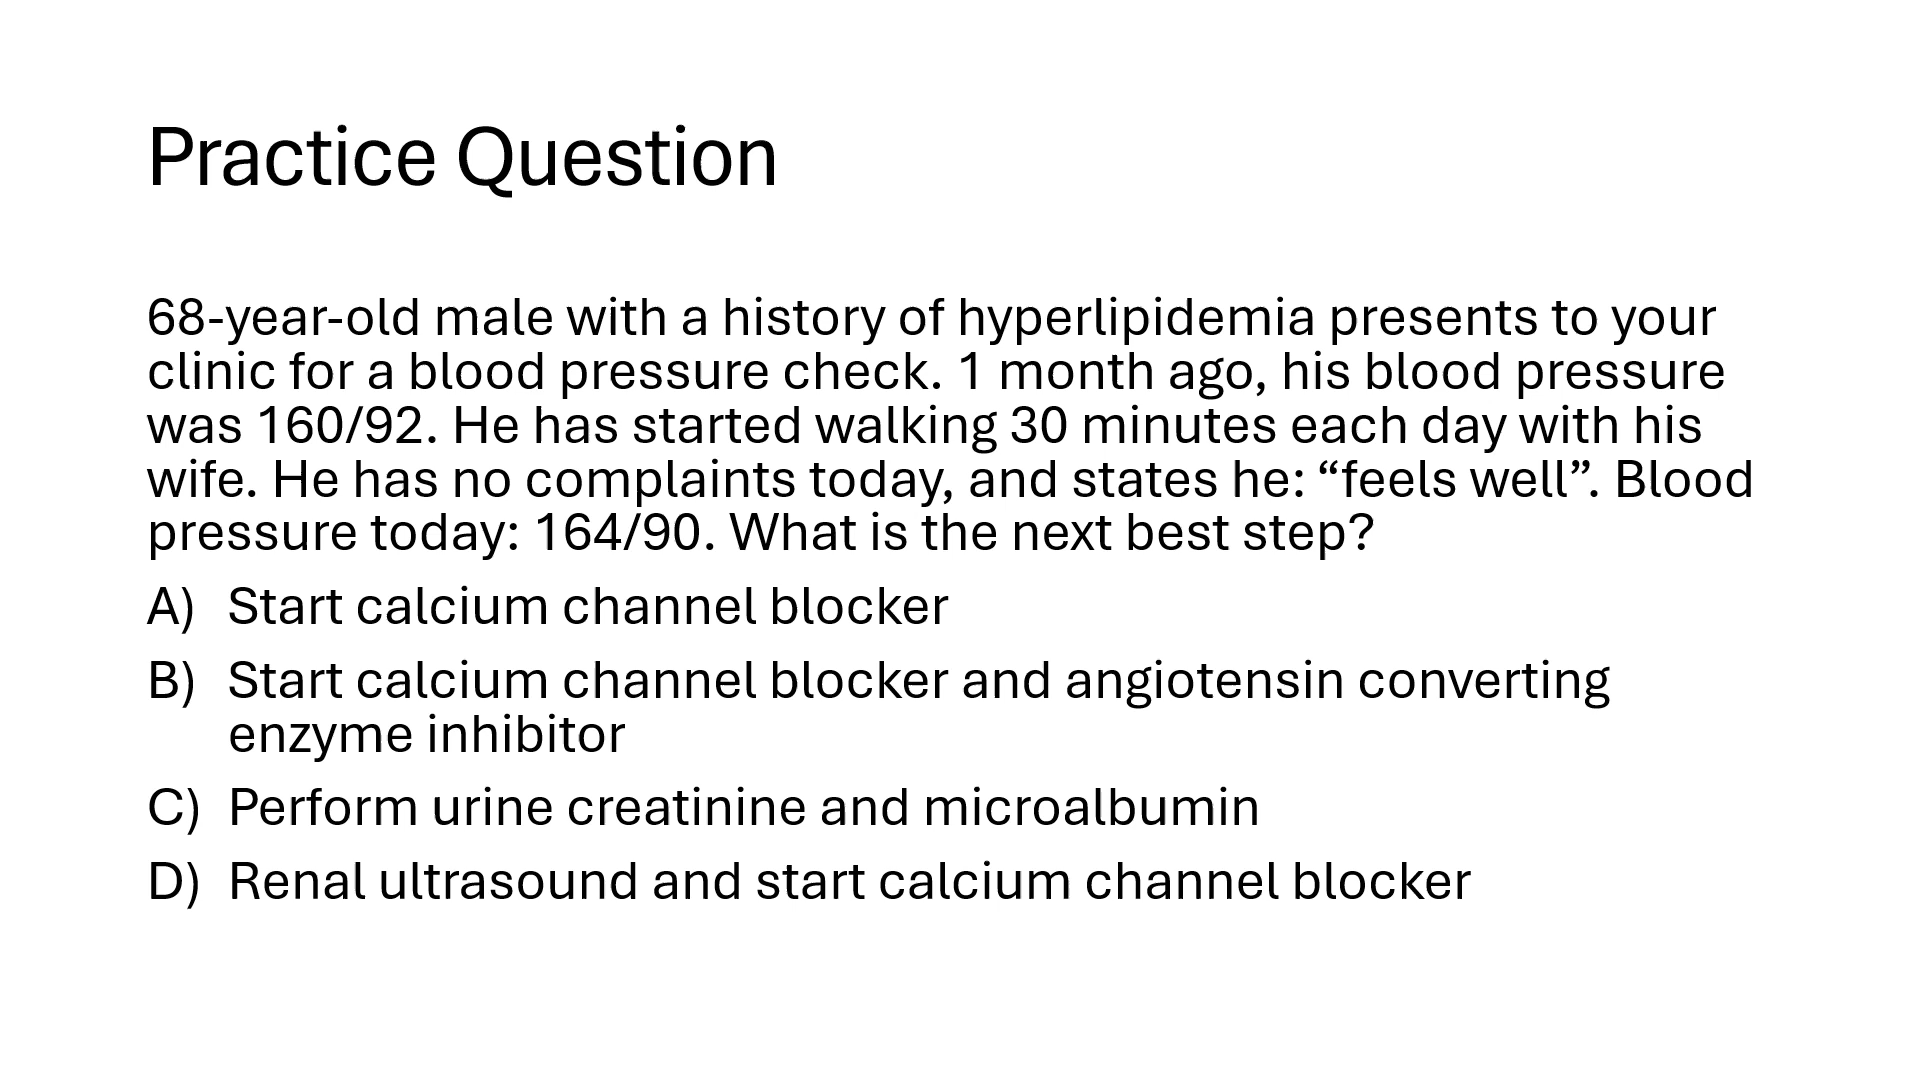 Practice Question
68-year-old male with a history of hyperlipidemia presents to your
clinic for a blood pressure check. 1 month ago, his blood pressure
was 160/92. He has started walking 30 minutes each day with his
wife. He has no complaints today, and states he: “feels well”. Blood
pressure today: 164/90. What is the next best step?
A) Start calcium channel blocker
B) Start calcium channel blocker and angiotensin converting
enzyme inhibitor
C) Perform urine creatinine and microalbumin
D) Renal ultrasound and start calcium channel blocker